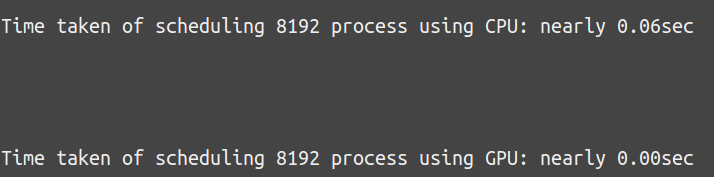 Time taken of scheduling 8192 process using CPU: nearly 0.06sec
Time taken of scheduling 8192 process using GPU: nearly 0.00sec